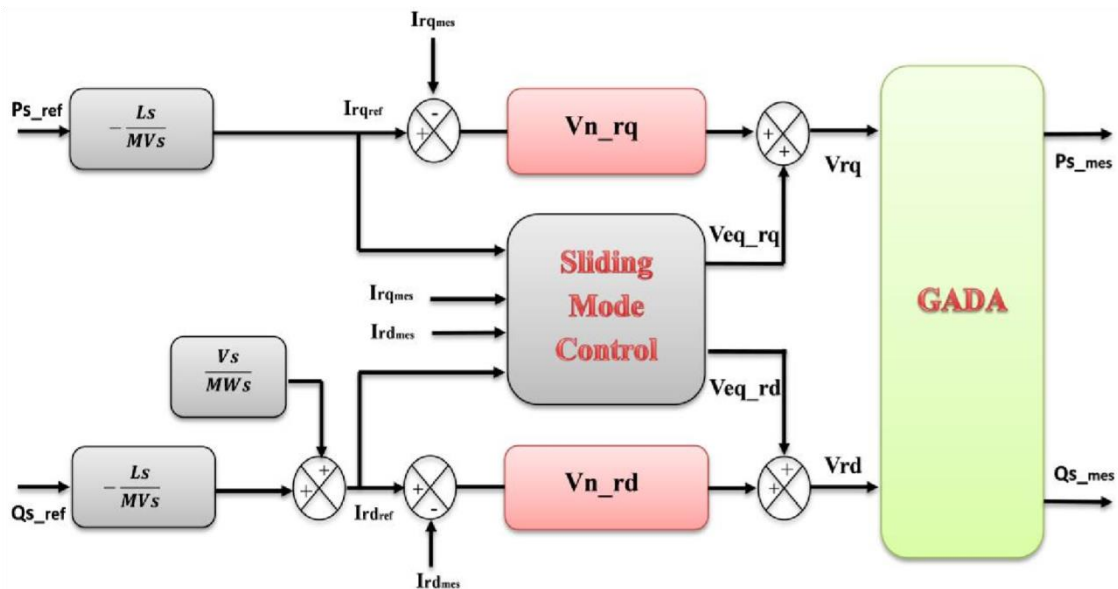 Irqmes
Ps_ref
-Ls/MVs
Irqref
-
+
Vn_rq
+
+
Vrq
Ps_mes
Veq_rq
Sliding
Mode
Control
Irqmes
Irdmes
GADA
Vs/MWs
Veq_rd
Qs_ref
-Ls/MVs
+
+
Irdref
+
-
Irdmes
Vn_rd
+
+
Vrd
Qs_mes